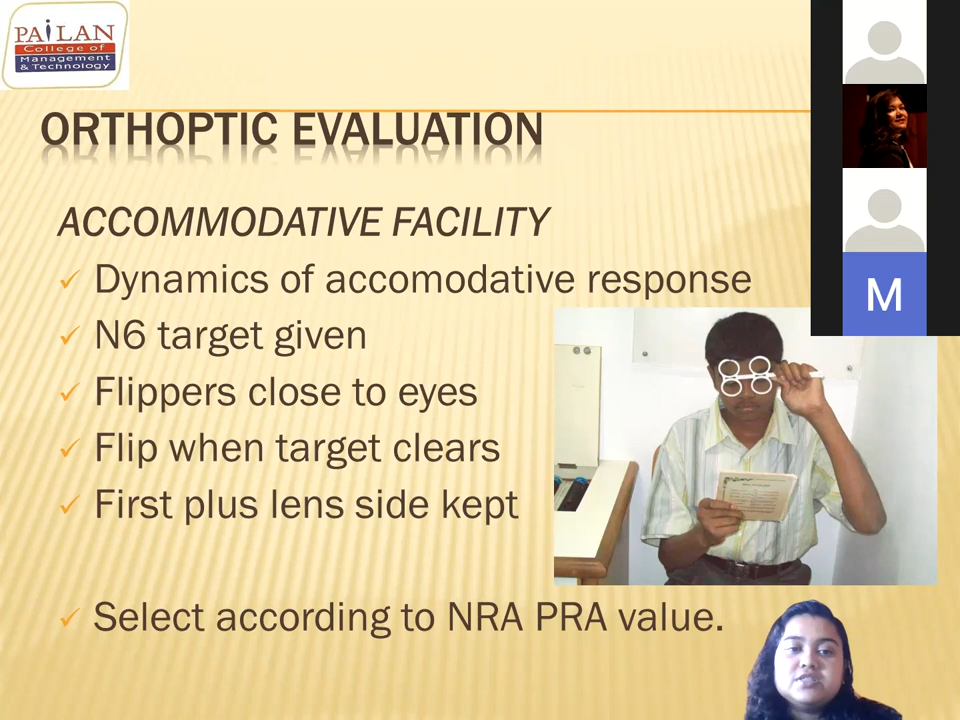 PAiLAN
College of
Management
& Technology
ORTHOPTIC EVALUATION
ACCOMMODATIVE FACILITY
Dynamics of accomodative response
N6 target given
Flippers close to eyes
Flip when target clears
First plus lens side kept
Select according to NRA PRA value.
M